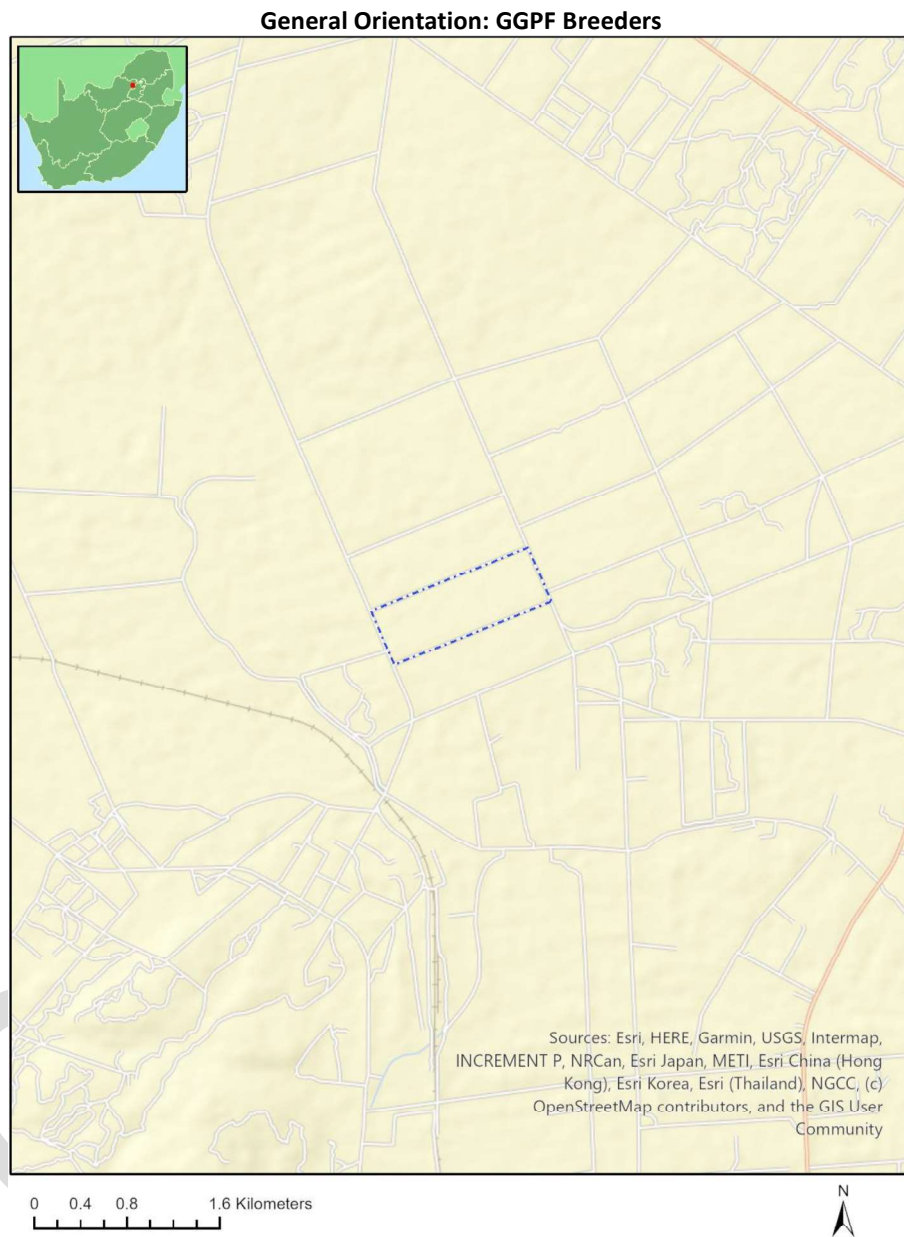 General Orientation: GGPF Breeders
Sources: Esri, HERE, Garmin, USGS, Intermap,
INCREMENT P, NRCan, Esri Japan, METI, Esri China (Hong
Kong), Esri Korea, Esri (Thailand), NGCC, (c)
OpenStreetMap contributors, and the GIS User
Community
0 0.4 0.8 1.6 Kilometers
N